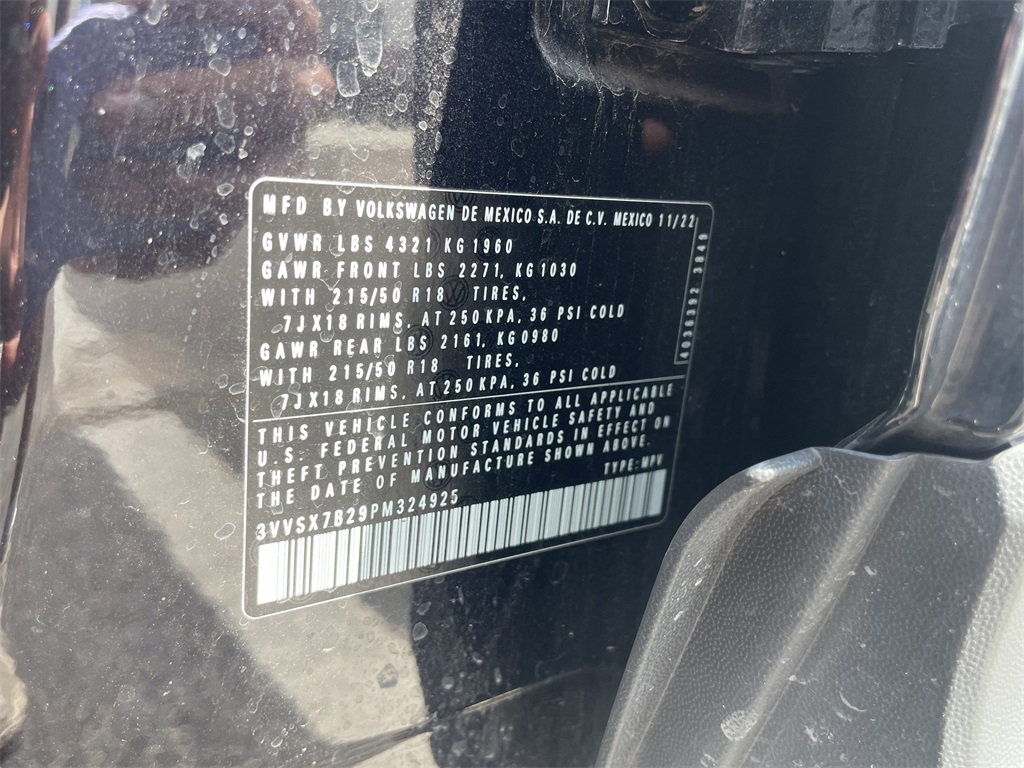 MFD BY VOLKSWAGEN DE MEXICO S.A. DE C.V. MEXICO 11/22
GVWR LBS 4321 KG 1960
GAWR FRONT LBS 2271, KG 1030
WITH 215/50 R18 TIRES,
7JX18 RIMS, AT 250 KPA, 36 PSI COLD
GAWR REAR LBS 2161, KG 0980
WITH 215/50 R18 TIRES,
7JX18 RIMS, AT 250 KPA, 36 PSI COLD
THIS VEHICLE CONFORMS TO ALL APPLICABLE
U.S. FEDERAL MOTOR VEHICLE SAFETY AND
THEFT PREVENTION STANDARDS IN EFFECT ON
THE DATE OF MANUFACTURE SHOWN ABOVE.
TYPE: MPV
3VVSX7B29PM324925